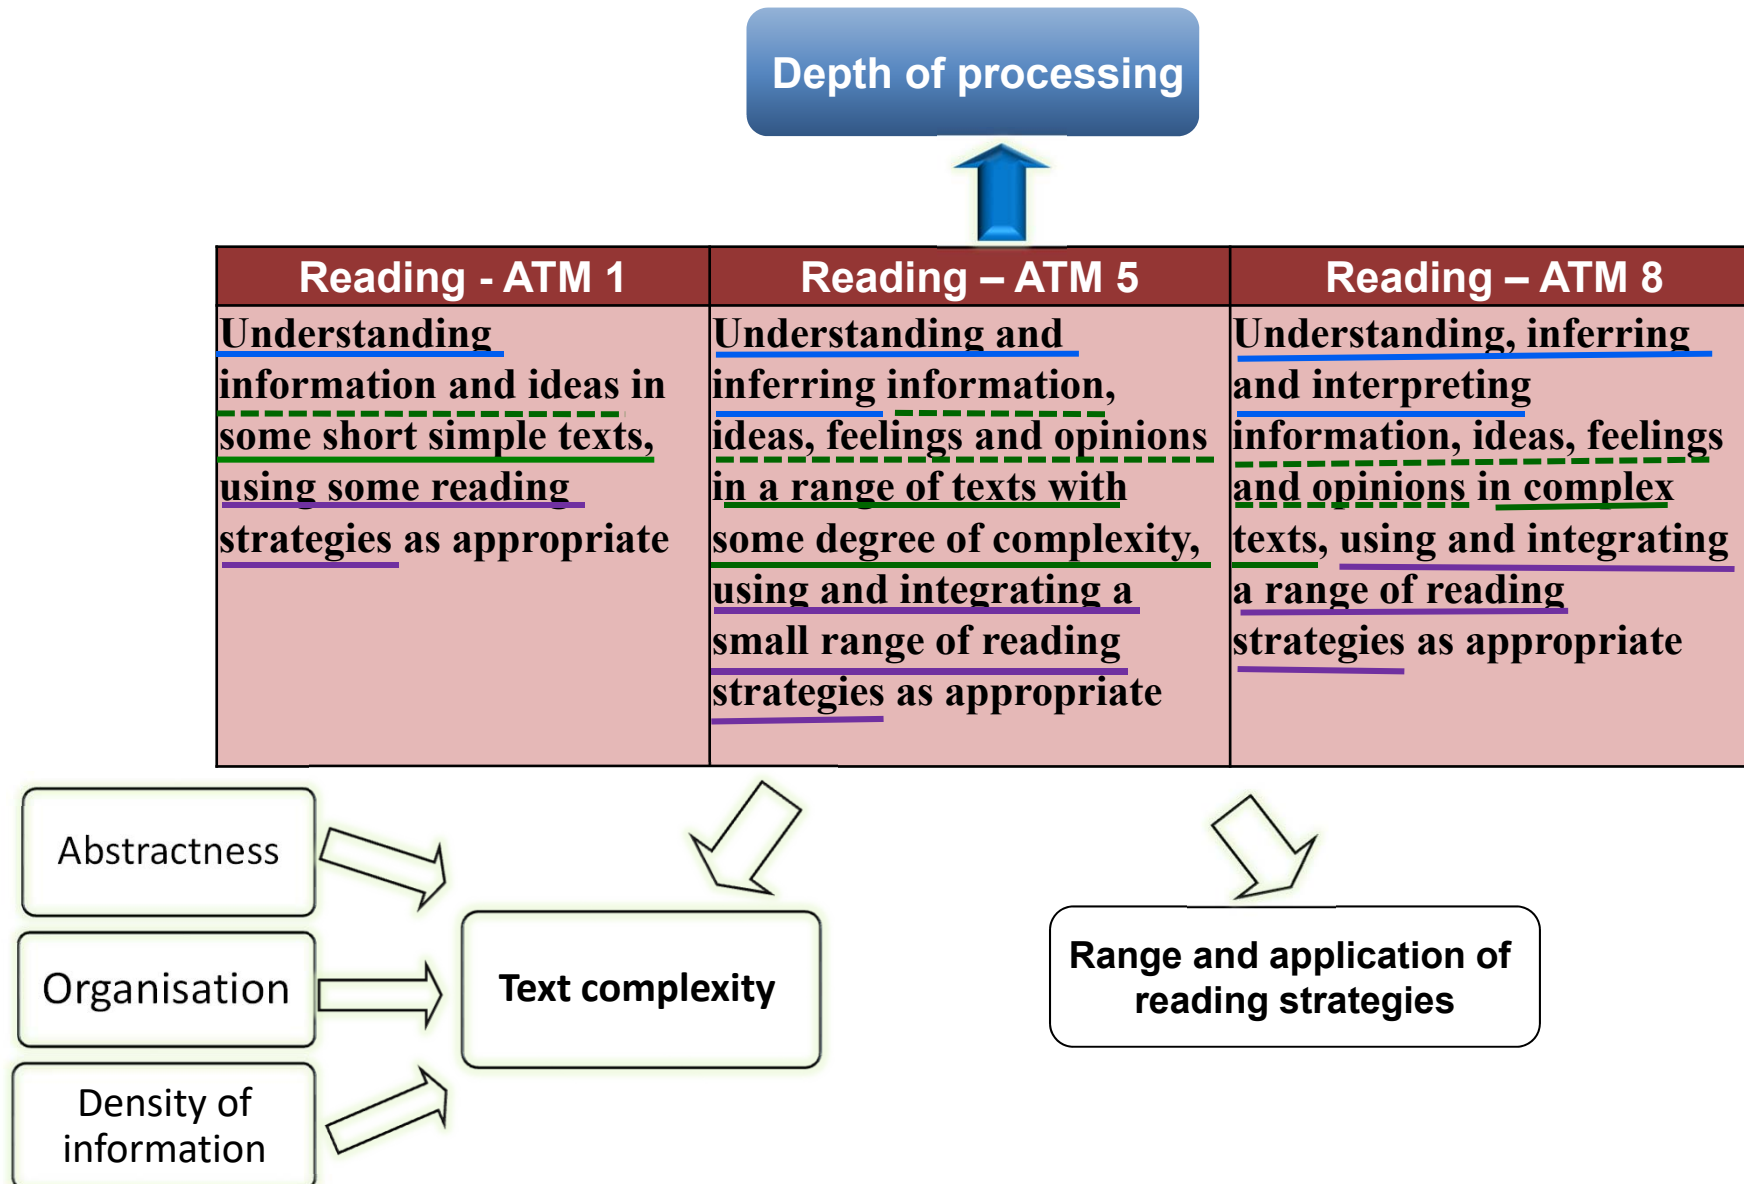 Depth of processing
Reading - ATM 1
Reading – ATM 5
Reading – ATM 8
Understanding
information and ideas in
some short simple texts,
using some reading
strategies as appropriate
Understanding and
inferring information,
ideas, feelings and opinions
in a range of texts with
some degree of complexity,
using and integrating a
small range of reading
strategies as appropriate
Understanding, inferring
and interpreting
information, ideas, feelings
and opinions in complex
texts, using and integrating
a range of reading
strategies as appropriate
Abstractness
Organisation
Density of
information
Text complexity
Range and application of
reading strategies